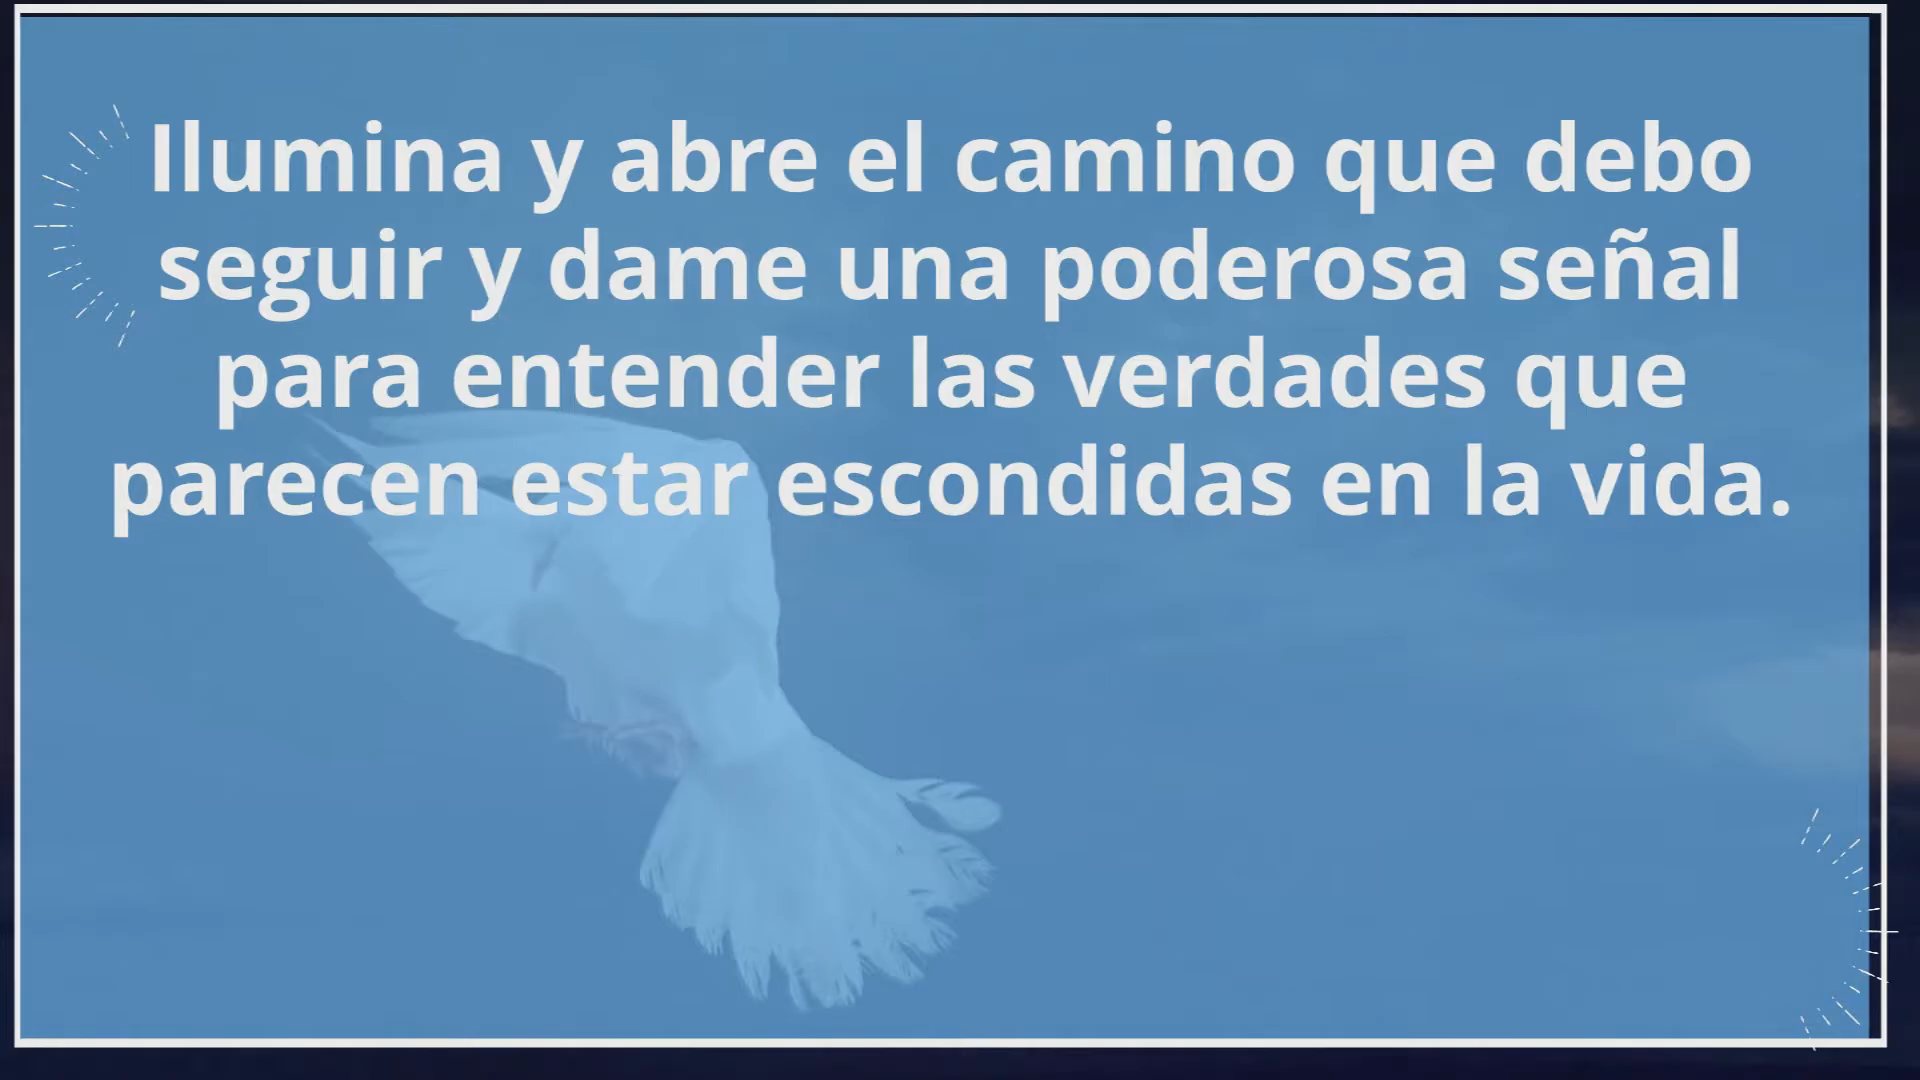 Ilumina y abre el camino que debo
seguir y dame una poderosa señal
para entender las verdades que
parecen estar escondidas en la vida.